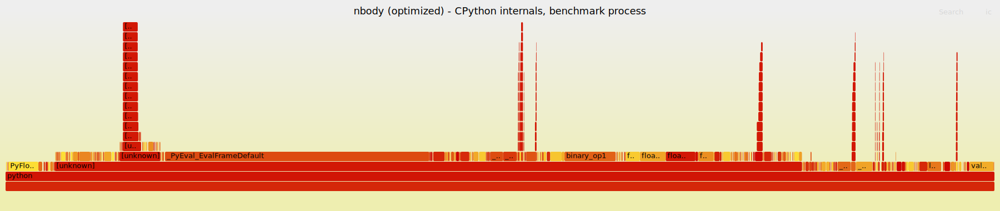 nbody (optimized) - CPython internals, benchmark process
Search
ic
[..
[..
[..
[..
[..
[..
[..
[..
[..
[..
[..
[..
[u..
[unknown]
_PyEval_EvalFrameDefault
_..
_..
binary_op1
f..
floa..
floa..
f..
PyFlo..
[unknown]
_..
_..
l..
val..
python